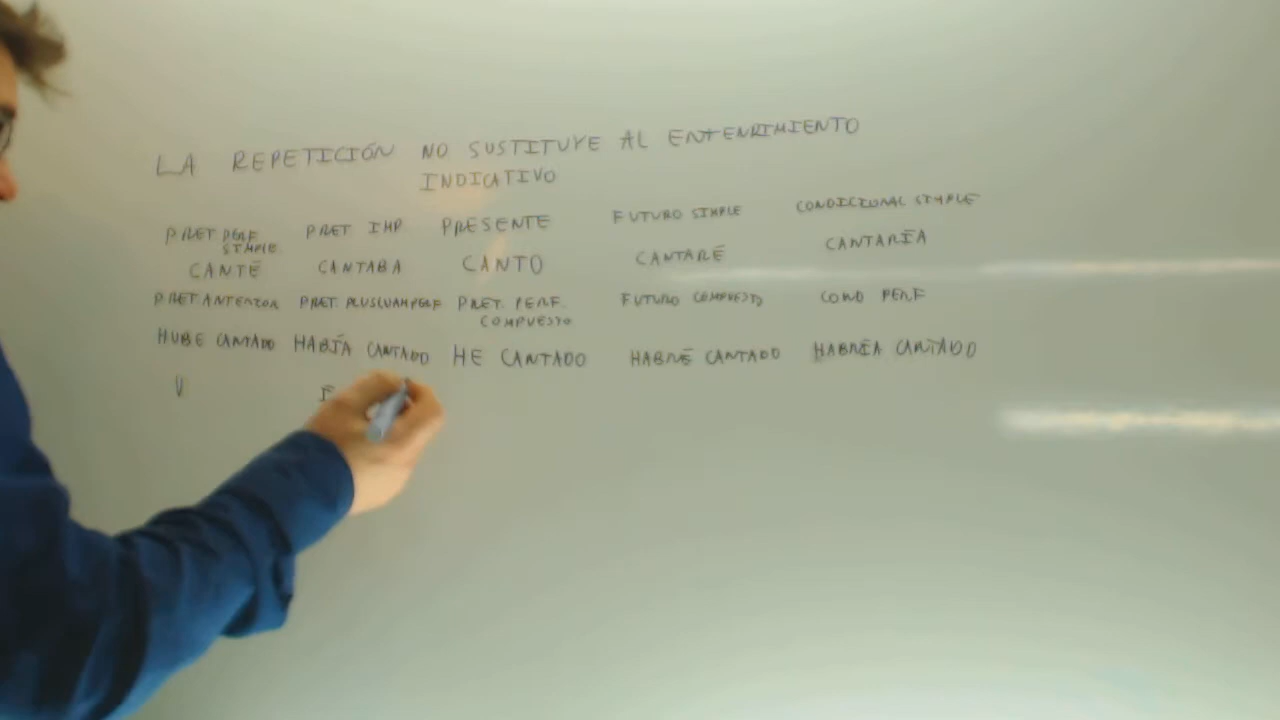 LA REPETICIÓN NO SUSTITUYE AL ENTENRIMIENTO
INDICATIVO
PRET PERF SIMPLE PRET IMP PRESENTE FUTURO SIMPLE CONDICIONAL SIMPLE
CANTÉ CANTABA CANTO CANTARÉ CANTARÍA
PRET ANTERIOR PRET. PLUSCUAMPERF PRET. PERF. COMPUESTO FUTURO COMPUESTO COND PERF
HUBE CANTADO HABÍA CANTADO HE CANTADO HABRÉ CANTADO HABRÍA CANTADO